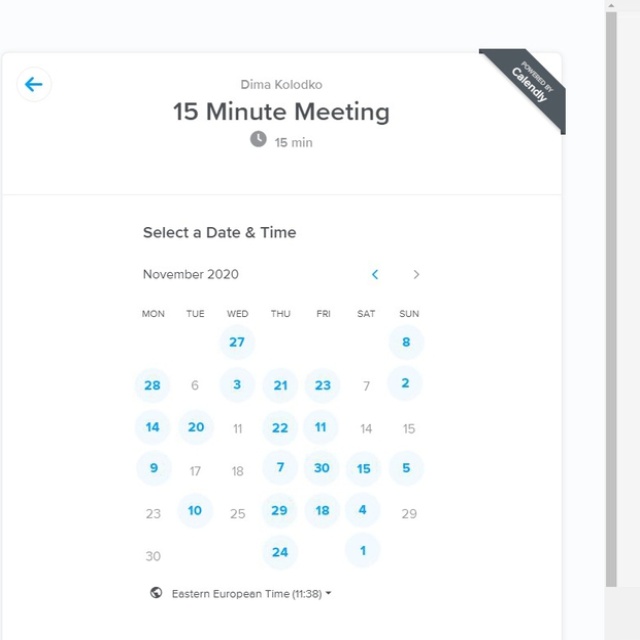 Dima Kolodko
POWERED BY
Calendly
15 Minute Meeting
15 min
Select a Date & Time
November 2020
MON TUE WED THU FRI SAT SUN
27 8
28 6 3 21 23 7 2
14 20 11 22 11 14 15
9 17 18 7 30 15 5
23 10 25 29 18 4 29
30 24 1
Eastern European Time (11:38)